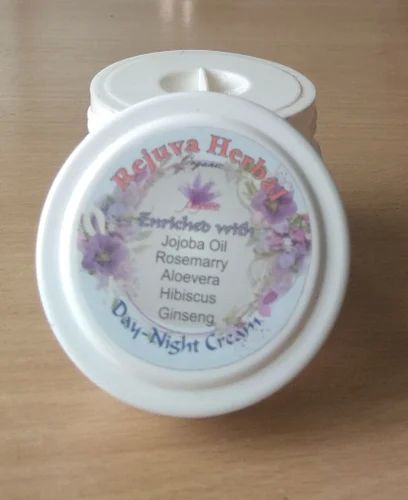 Rejuva Herbal
Organic
Enriched with
Jojoba Oil
Rosemarry
Aloevera
Hibiscus
Ginseng
Day-Night Cream